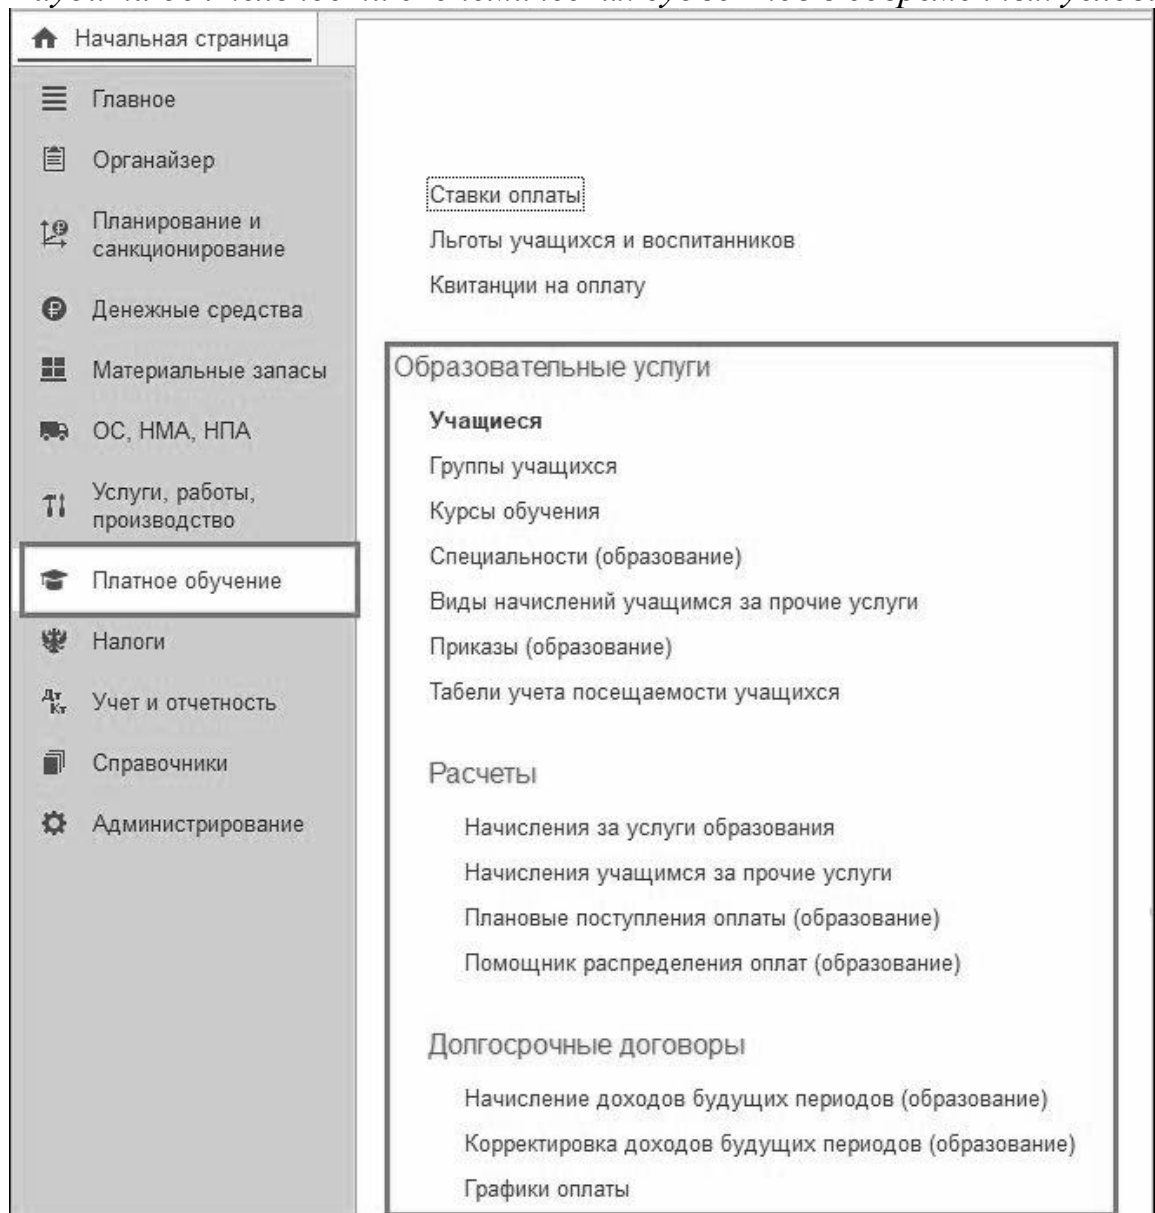 Начальная страница
Главное
Органайзер
Планирование и
санкционирование
Денежные средства
Материальные запасы
ОС, НМА, НПА
Услуги, работы,
производство
Платное обучение
Налоги
Дт
Кт
Учет и отчетность
Справочники
Администрирование
Ставки оплаты
Льготы учащихся и воспитанников
Квитанции на оплату
Образовательные услуги
Учащиеся
Группы учащихся
Курсы обучения
Специальности (образование)
Виды начислений учащимся за прочие услуги
Приказы (образование)
Табели учета посещаемости учащихся
Расчеты
Начисления за услуги образования
Начисления учащимся за прочие услуги
Плановые поступления оплаты (образование)
Помощник распределения оплат (образование)
Долгосрочные договоры
Начисление доходов будущих периодов (образование)
Корректировка доходов будущих периодов (образование)
Графики оплаты